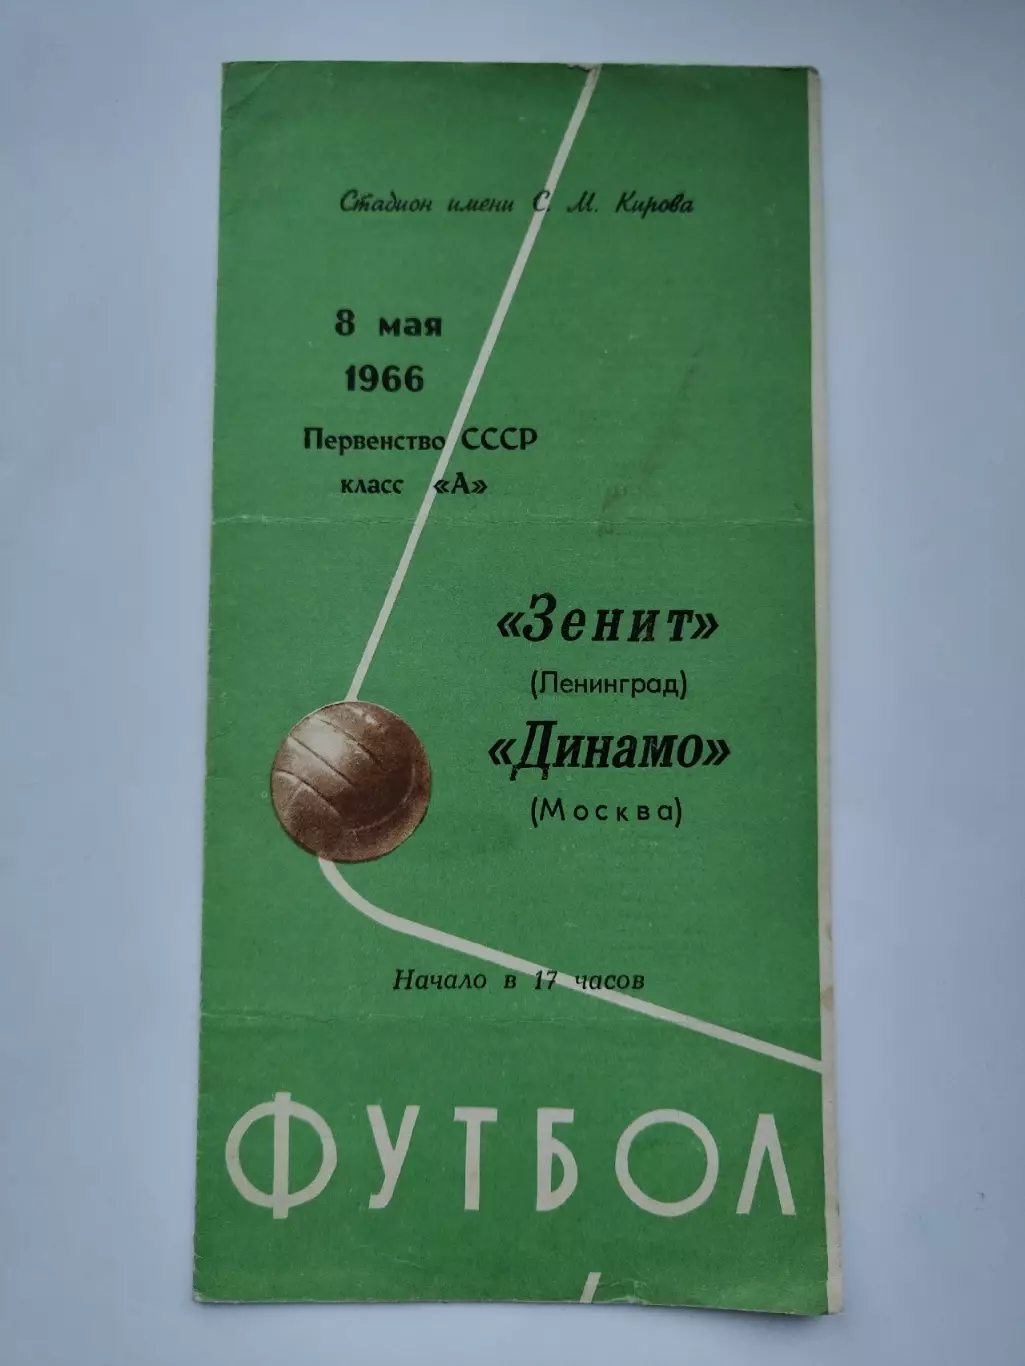 Стадион имени С. М. Кирова
8 мая
1966
Первенство СССР
класс «А»
«Зенит»
(Ленинград)
«Динамо»
(Москва)
Начало в 17 часов
ФУТБОЛ